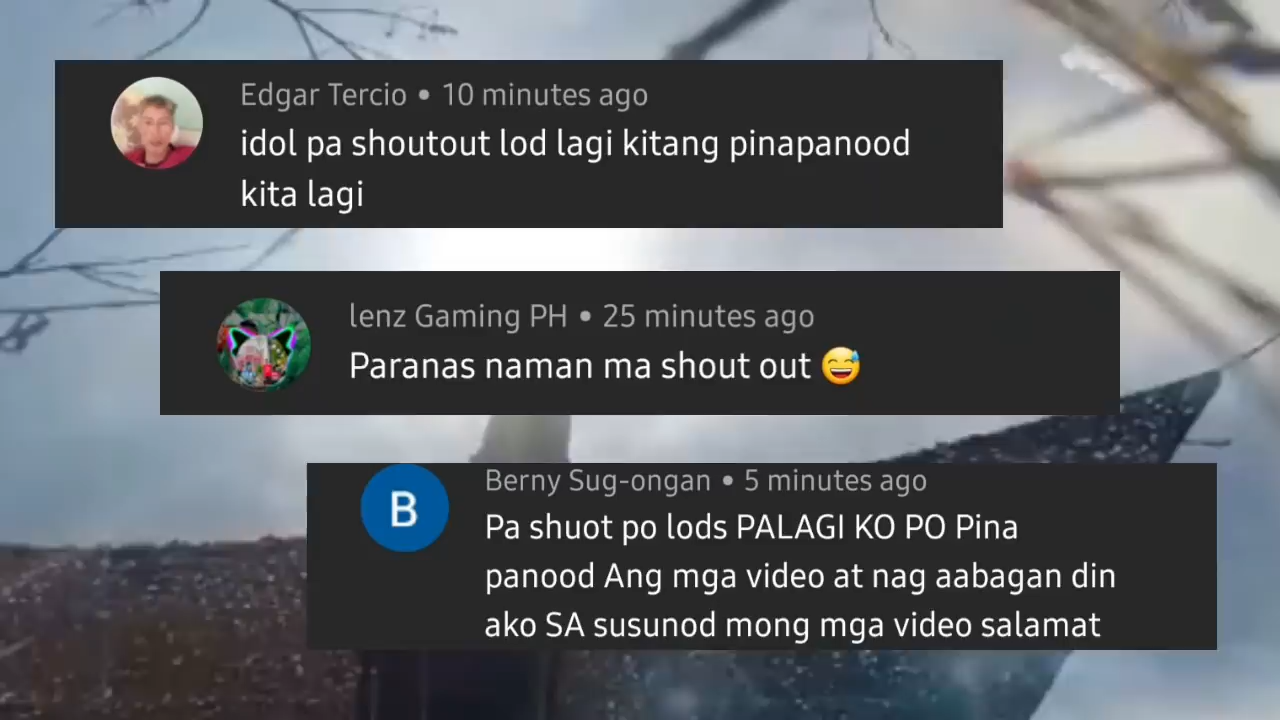 Edgar Tercio • 10 minutes ago
idol pa shoutout lod lagi kitang pinapanood
kita lagi
lenz Gaming PH • 25 minutes ago
Paranas naman ma shout out 😅
B
Berny Sug-ongan • 5 minutes ago
Pa shuot po lods PALAGI KO PO Pina
panood Ang mga video at nag aabagan din
ako SA susunod mong mga video salamat